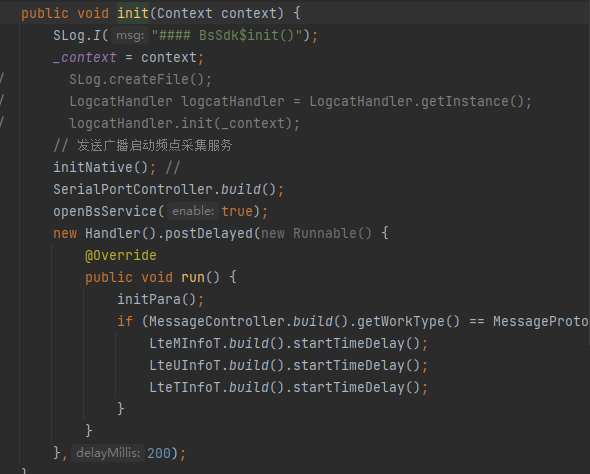 public void init(Context context) {
SLog.I( msg: "#### BsSdk$init()");
_context = context;
/ SLog.createFile();
/ LogcatHandler logcatHandler = LogcatHandler.getInstance();
/ logcatHandler.init(_context);
// 发送广播启动频点采集服务
initNative(); //
SerialPortController.build();
openBsService( enable: true);
new Handler().postDelayed(new Runnable() {
@Override
public void run() {
initPara();
if (MessageController.build().getWorkType() == MessageProto
LteMInfoT.build().startTimeDelay();
LteUInfoT.build().startTimeDelay();
LteTInfoT.build().startTimeDelay();
}
}
}, delayMillis: 200);
}